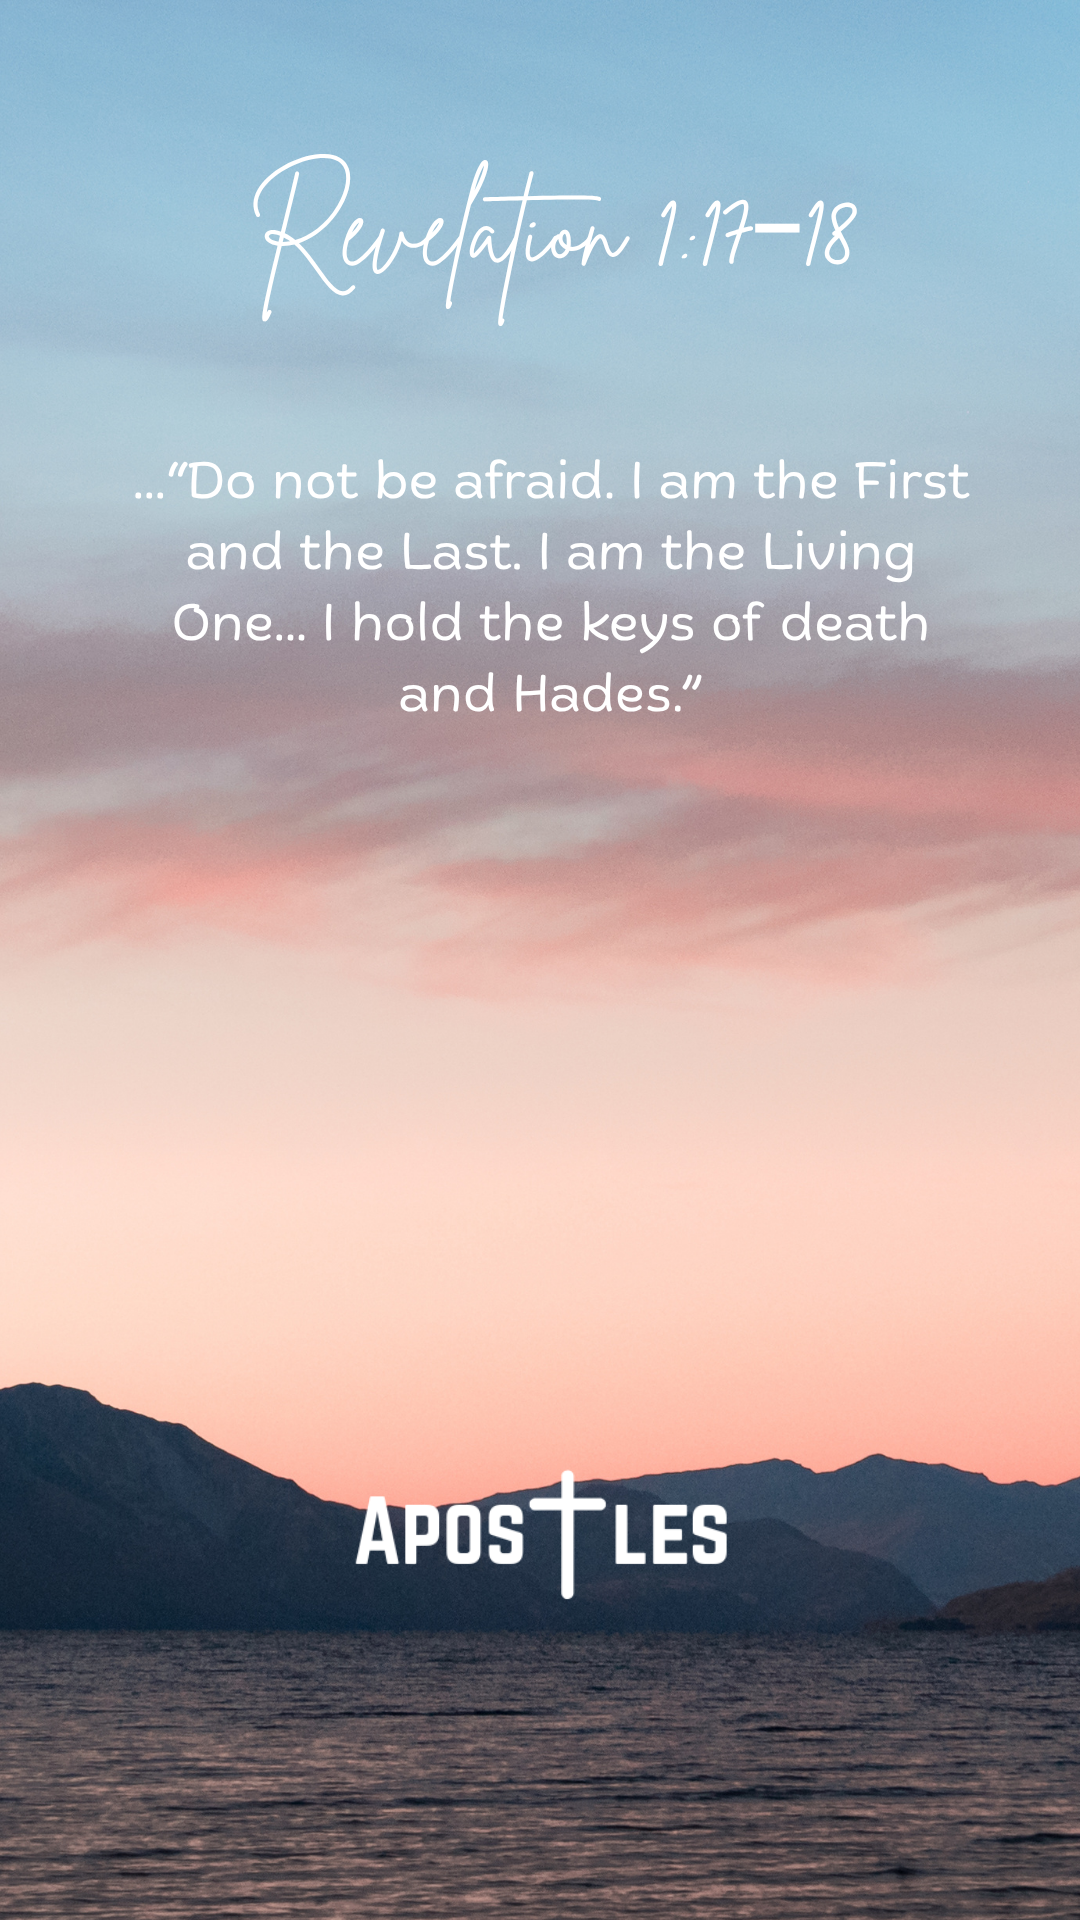 Revelation 1:17–18
...“Do not be afraid. I am the First
and the Last. I am the Living
One... I hold the keys of death
and Hades.”
APOSTLES